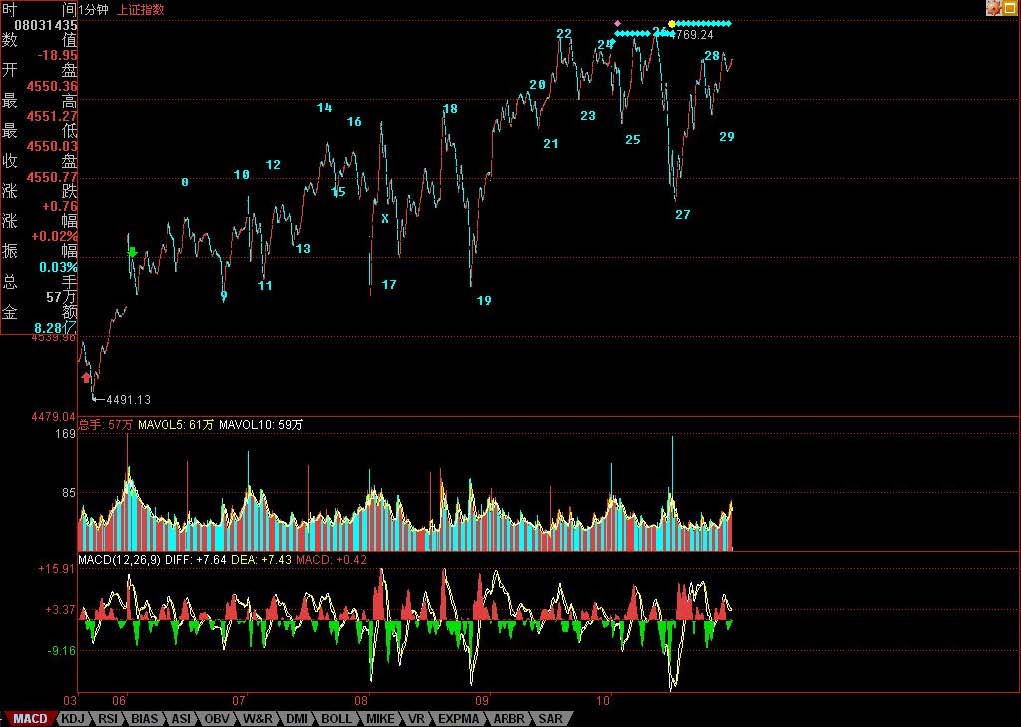 时 间
08031435
数 值
-18.95
开 盘
4550.36
最 高
4551.27
最 低
4550.03
收 盘
4550.77
涨 跌
+0.76
涨 幅
+0.02%
振 幅
0.03%
总 手
57万
金 额
8.28亿
1分钟 上证指数
4769.24
22
24
26
28
20
14
16
18
23
21
25
29
12
10
0
15
X
27
13
11
9
17
19
4539.96
4491.13
4479.04
总手: 57万 MAVOL5: 61万 MAVOL10: 59万
169
85
MACD(12,26,9) DIFF: +7.64 DEA: +7.43 MACD: +0.42
+15.91
+3.37
-9.16
03 06 07 08 09 10
MACD KDJ RSI BIAS ASI OBV W&R DMI BOLL MIKE VR EXPMA ARBR SAR